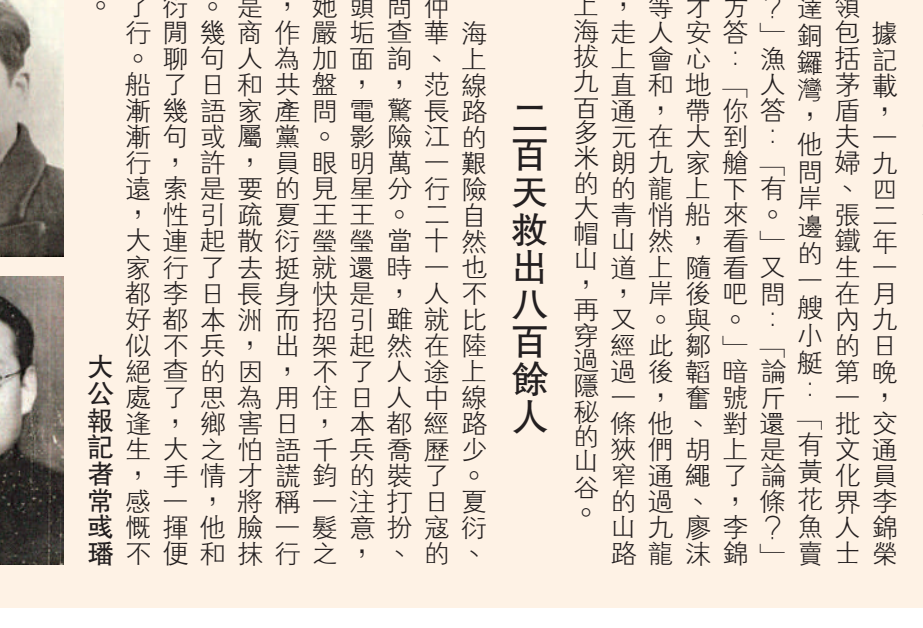 據記載,一九四二年一月九日晚,交通員李錦榮
領包括茅盾夫婦、張鐵生在內的第一批文化界人士
達銅鑼灣,他問岸邊的一艘小艇:「有黃花魚賣
?」漁人答:「有。」又問:「論斤還是論條?」
方答:「你到艙下來看看吧。」暗號對上了,李錦
才安心地帶大家上船,隨後與鄒韜奮、胡繩、廖沫
等人會和,在九龍悄然上岸。此後,他們通過九龍
,走上直通元朗的青山道,又經過一條狹窄的山路
上海拔九百多米的大帽山,再穿過隱秘的山谷。
二百天救出八百餘人
海上線路的艱險自然也不比陸上線路少。夏衍、
仲華、范長江一行二十一人就在途中經歷了日寇的
問查詢,驚險萬分。當時,雖然人人都喬裝打扮、
頭垢面,電影明星王瑩還是引起了日本兵的注意,
她嚴加盤問。眼見王瑩就快招架不住,千鈞一髮之
,作為共產黨員的夏衍挺身而出,用日語謊稱一行
是商人和家屬,要疏散去長洲,因為害怕才將臉抹
。幾句日語或許是引起了日本兵的思鄉之情,他和
衍閒聊了幾句,索性連行李都不查了,大手一揮便
了行。船漸漸行遠,大家都好似絕處逢生,感慨不
。
大公報記者常彧璠